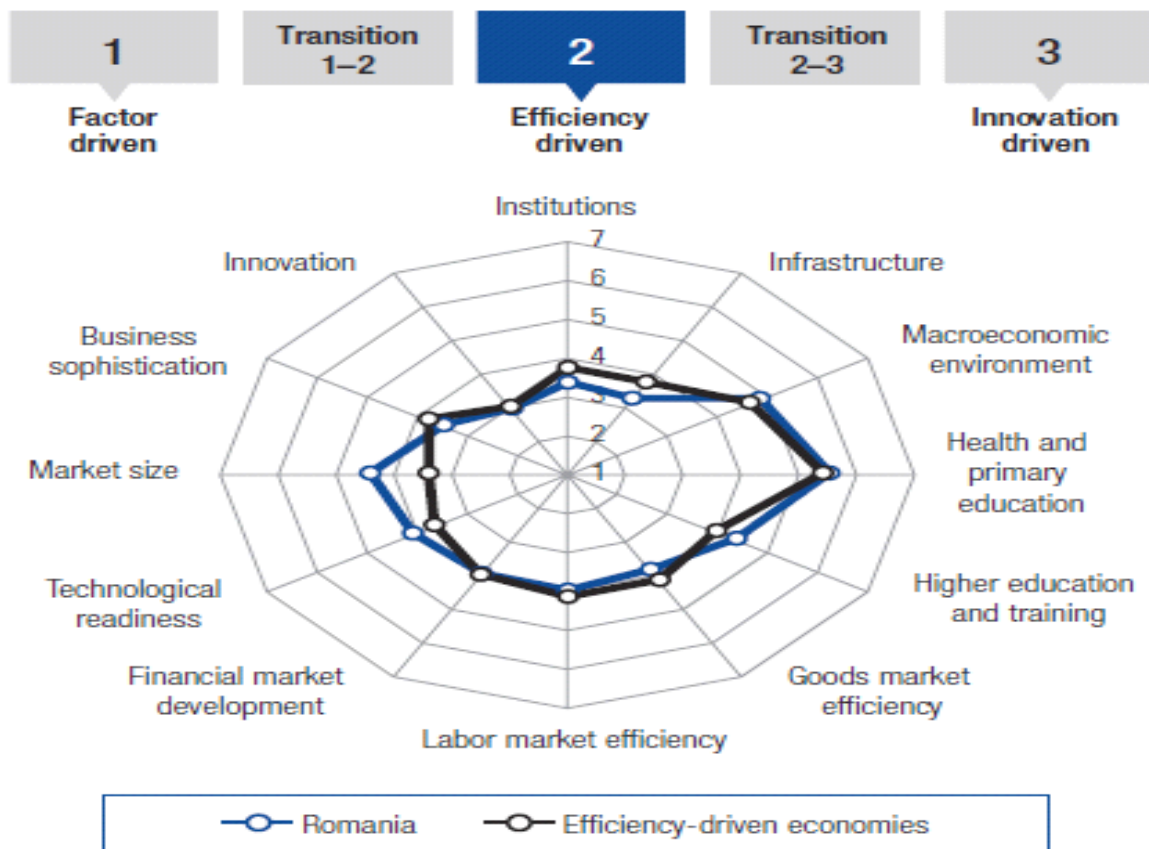 1
Transition
1–2
2
Transition
2–3
3
Factor
driven
Efficiency
driven
Innovation
driven
Institutions
7
6
5
4
3
2
1
Infrastructure
Macroeconomic
environment
Health and
primary
education
Higher education
and training
Goods market
efficiency
Labor market efficiency
Financial market
development
Technological
readiness
Market size
Business
sophistication
Innovation
Romania
Efficiency-driven economies